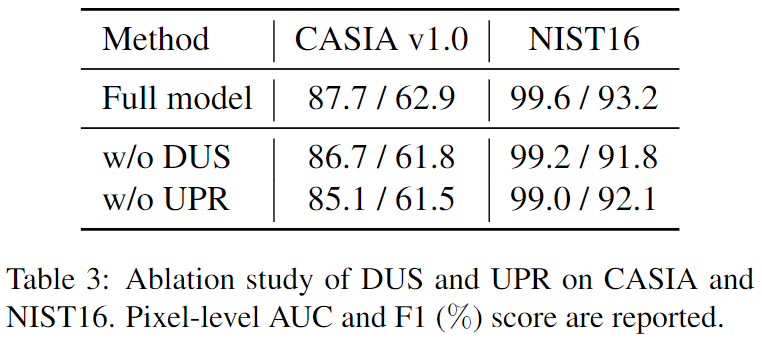 Method CASIA v1.0 NIST16
Full model 87.7 / 62.9 99.6 / 93.2
w/o DUS 86.7 / 61.8 99.2 / 91.8
w/o UPR 85.1 / 61.5 99.0 / 92.1
Table 3: Ablation study of DUS and UPR on CASIA and
NIST16. Pixel-level AUC and F1 (%) score are reported.